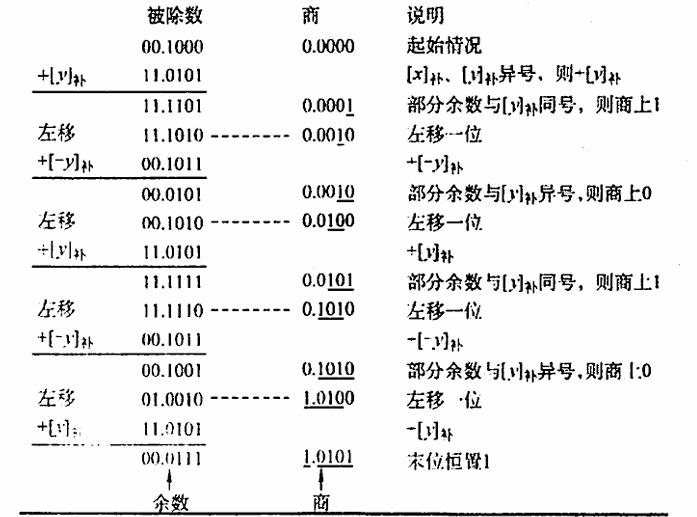 被除数 商 说明
00.1000 0.0000 起始情况
+[y]补 11.0101 [x]补、[y]补异号，则+[y]补
11.1101 0.0001 部分余数与[y]补同号，则商上1
左移 11.1010 -------- 0.0010 左移一位
+[-y]补 00.1011 +[-y]补
00.0101 0.0010 部分余数与[y]补异号,则商上0
左移 00.1010 -------- 0.0100 左移一位
+[y]补 11.0101 +[y]补
11.1111 0.0101 部分余数与[y]补同号，则商上1
左移 11.1110 -------- 0.1010 左移一位
+[-y]补 00.1011 +[-y]补
00.1001 0.1010 部分余数与[y]补异号,则商上0
左移 01.0010 -------- 1.0100 左移一位
+[y]补 11.0101 +[y]补
00.0111 1.0101 末位恒置1
余数 商